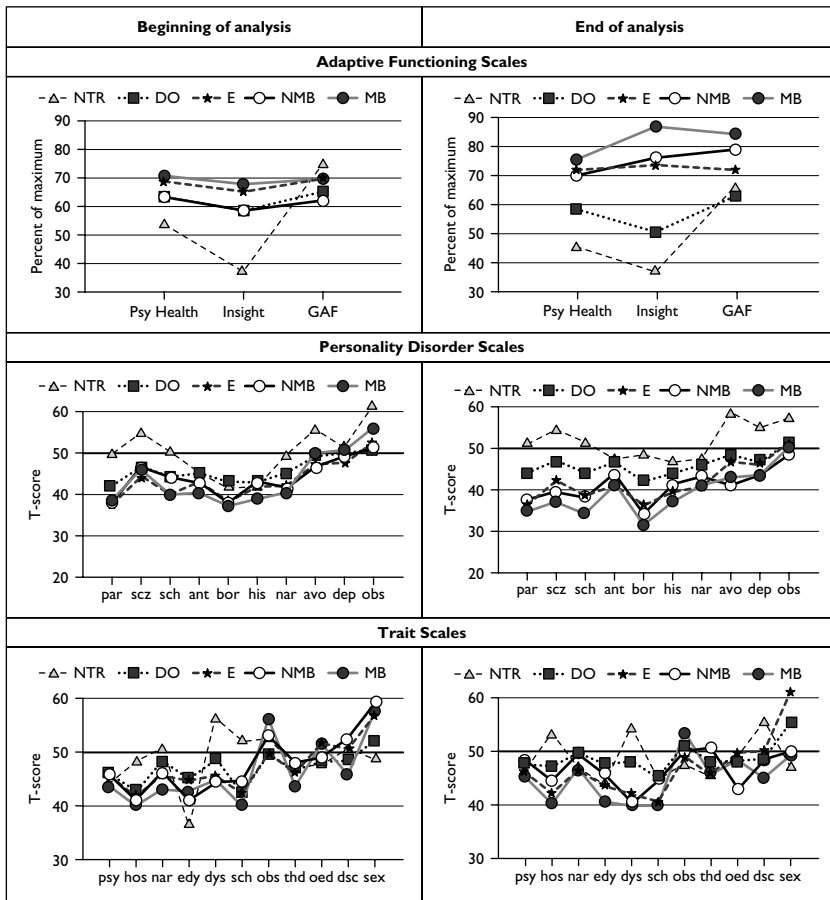 Beginning of analysis
End of analysis
Adaptive Functioning Scales
NTR DO E NMB MB
90
80
70
60
50
40
30
Percent of maximum
Psy Health Insight GAF
NTR DO E NMB MB
90
80
70
60
50
40
30
Percent of maximum
Psy Health Insight GAF
Personality Disorder Scales
NTR DO E NMB MB
60
50
40
30
20
T-score
par scz sch ant bor his nar avo dep obs
NTR DO E NMB MB
60
50
40
30
20
T-score
par scz sch ant bor his nar avo dep obs
Trait Scales
NTR DO E NMB MB
60
50
40
30
T-score
psy hos nar edy dys sch obs thd oed dsc sex
NTR DO E NMB MB
60
50
40
30
T-score
psy hos nar edy dys sch obs thd oed dsc sex